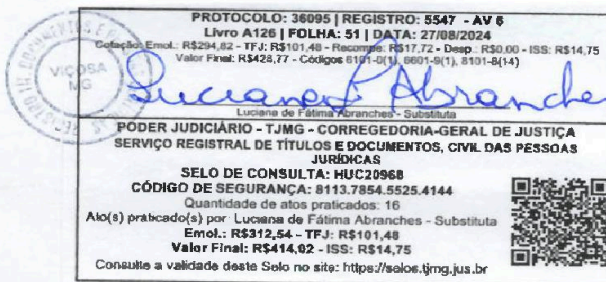 PROTOCOLO: 36095 | REGISTRO: 5547 - AV 6
Livro A126 | FOLHA: 51 | DATA: 27/08/2024
Cotação: Emol.: R$294,82 - TFJ: R$101,48 - Recompe: R$17,72 - Desp.: R$0,00 - ISS: R$14,75
Valor Final: R$428,77 - Códigos 6101-0(1), 6601-9(1), 8101-8(14)
Luciana F Abranches
Luciana de Fátima Abranches - Substituta
VIÇOSA
MG
PODER JUDICIÁRIO - TJMG - CORREGEDORIA-GERAL DE JUSTIÇA
SERVIÇO REGISTRAL DE TÍTULOS E DOCUMENTOS, CIVIL DAS PESSOAS
JURÍDICAS
SELO DE CONSULTA: HUC20968
CÓDIGO DE SEGURANÇA: 8113.7854.5525.4144
Quantidade de atos praticados: 16
Ato(s) praticado(s) por: Luciana de Fátima Abranches - Substituta
Emol.: R$312,54 - TFJ: R$101,48
Valor Final: R$414,02 - ISS: R$14,75
Consulte a validade deste Selo no site: https://selos.tjmg.jus.br